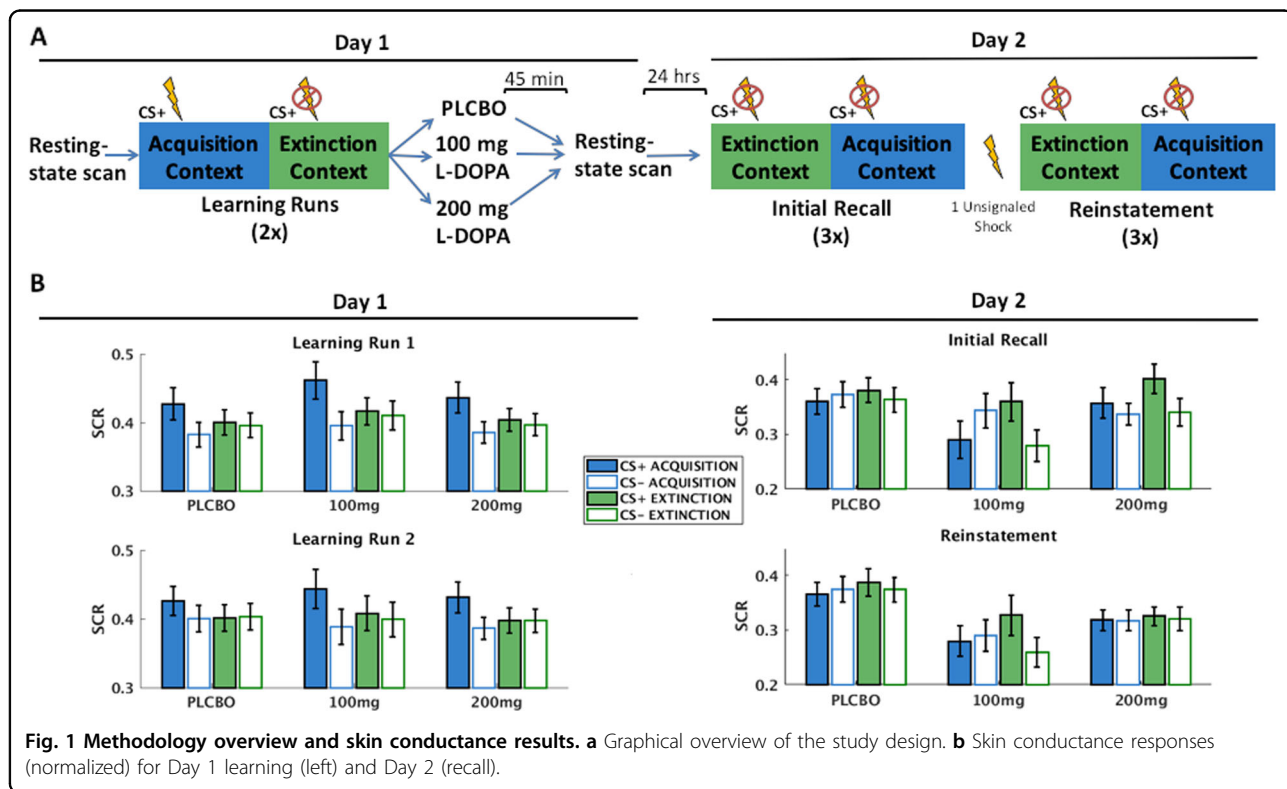 A
Day 1
Day 2
45 min
24 hrs
CS+
CS+
CS+
CS+
CS+
CS+
Resting-
state scan
Acquisition
Context
Extinction
Context
Learning Runs
(2x)
PLCBO
100 mg
L-DOPA
200 mg
L-DOPA
Resting-
state scan
Extinction
Context
Acquisition
Context
Initial Recall
(3x)
1 Unsignaled
Shock
Extinction
Context
Acquisition
Context
Reinstatement
(3x)
B
Day 1
Day 2
Learning Run 1
SCR
0.5
0.4
0.3
PLCBO 100mg 200mg
Learning Run 2
SCR
0.5
0.4
0.3
PLCBO 100mg 200mg
CS+ ACQUISITION
CS- ACQUISITION
CS+ EXTINCTION
CS- EXTINCTION
Initial Recall
SCR
0.4
0.3
0.2
PLCBO 100mg 200mg
Reinstatement
SCR
0.4
0.3
0.2
PLCBO 100mg 200mg
Fig. 1 Methodology overview and skin conductance results. a Graphical overview of the study design. b Skin conductance responses
(normalized) for Day 1 learning (left) and Day 2 (recall).